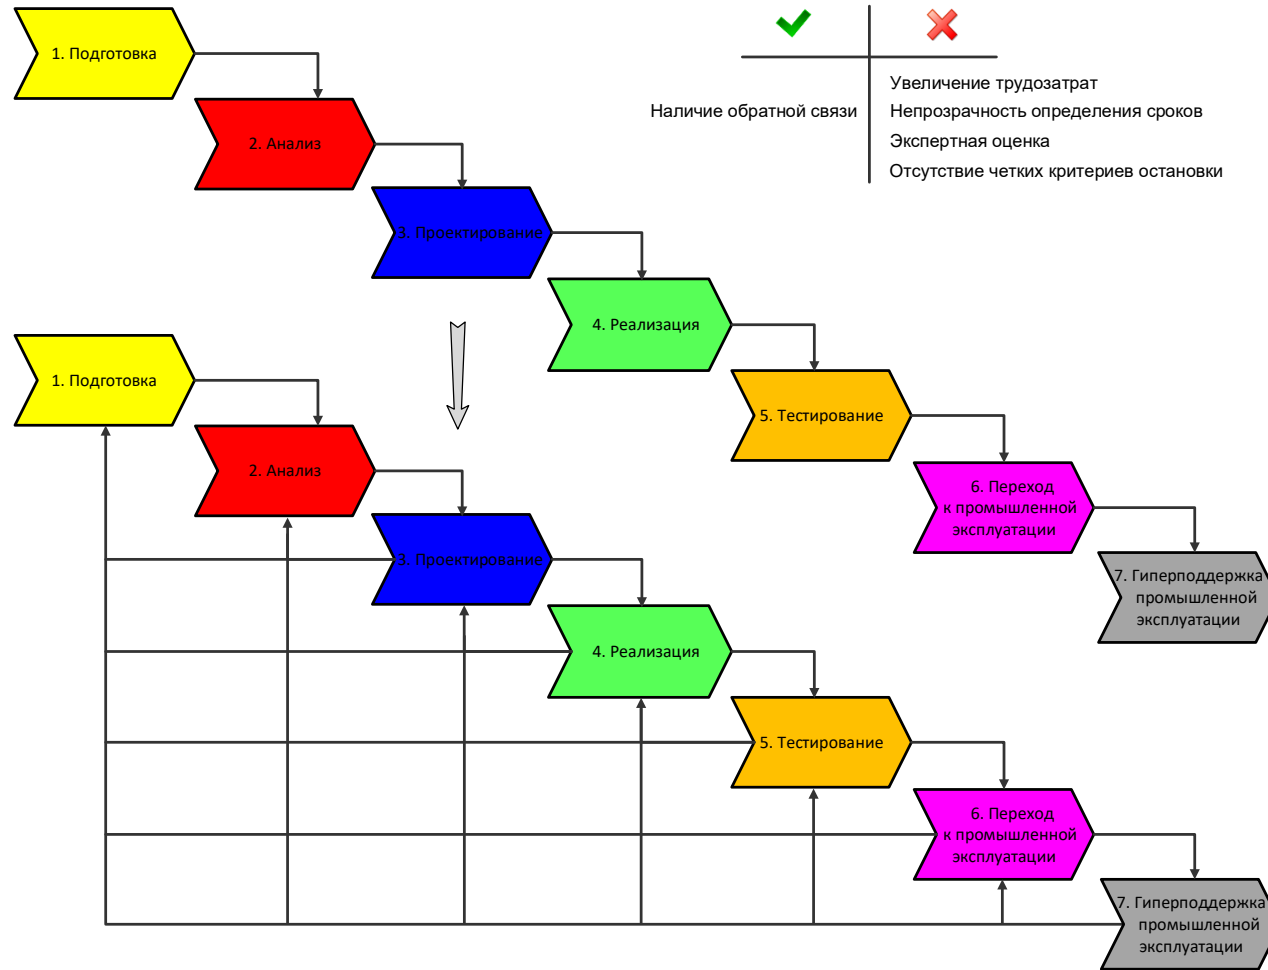 1. Подготовка
Увеличение трудозатрат
Наличие обратной связи
Непрозрачность определения сроков
Экспертная оценка
Отсутствие четких критериев остановки
2. Анализ
3. Проектирование
4. Реализация
5. Тестирование
6. Переход
к промышленной
эксплуатации
7. Гиперподдержка
промышленной
эксплуатации
1. Подготовка
2. Анализ
3. Проектирование
4. Реализация
5. Тестирование
6. Переход
к промышленной
эксплуатации
7. Гиперподдержка
промышленной
эксплуатации